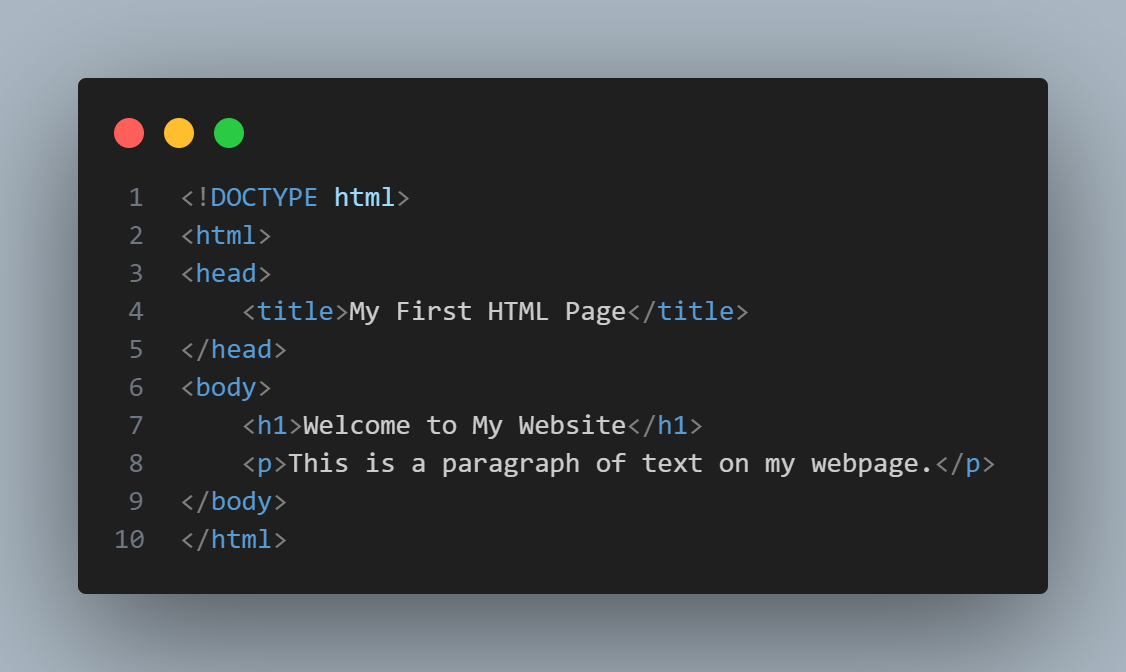 1 <!DOCTYPE html>
2 <html>
3 <head>
4     <title>My First HTML Page</title>
5 </head>
6 <body>
7     <h1>Welcome to My Website</h1>
8     <p>This is a paragraph of text on my webpage.</p>
9 </body>
10 </html>